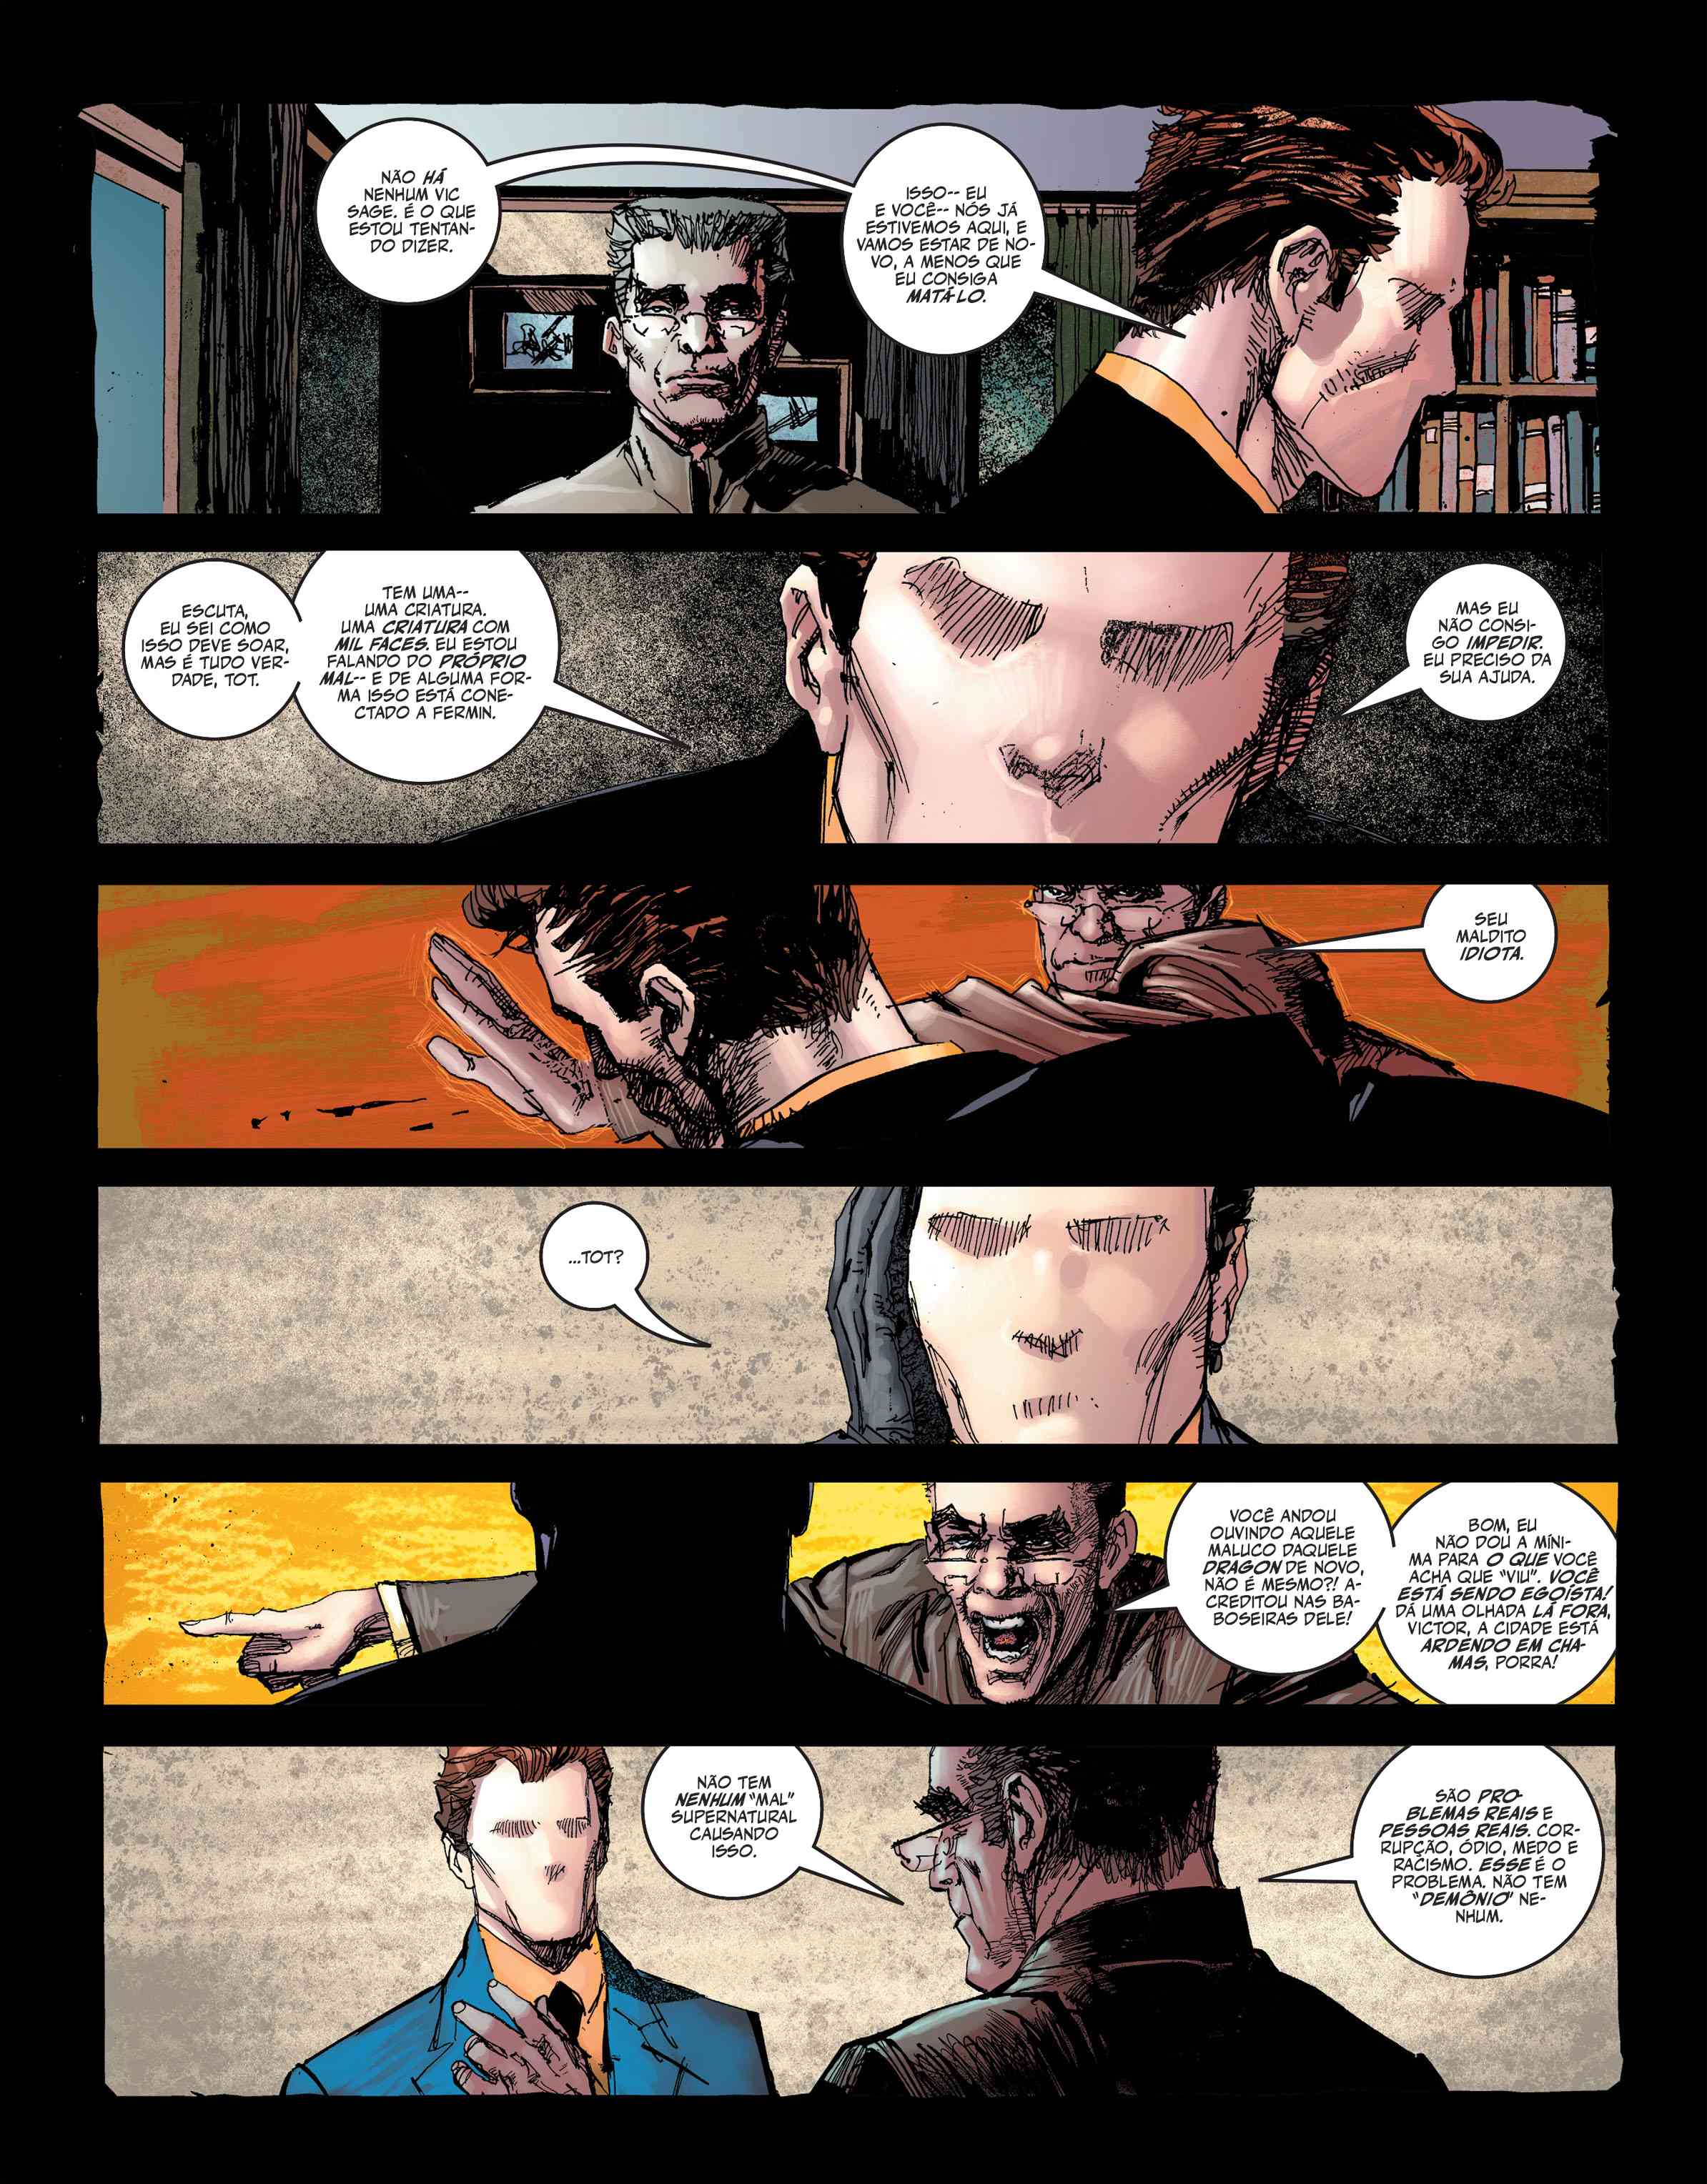 NÃO HÁ
NENHUM VIC
SAGE. É O QUE
ESTOU TENTAN-
DO DIZER.
ISSO-- EU
E VOCÊ-- NÓS JÁ
ESTIVEMOS AQUI, E
VAMOS ESTAR DE NO-
VO, A MENOS QUE
EU CONSIGA
MATÁ-LO.
ESCUTA,
EU SEI COMO
ISSO DEVE SOAR,
MAS É TUDO VER-
DADE, TOT.
TEM UMA--
UMA CRIATURA.
UMA CRIATURA COM
MIL FACES. EU ESTOU
FALANDO DO PRÓPRIO
MAL-- E DE ALGUMA FOR-
MA ISSO ESTÁ CONE-
CTADO A FERMIN.
MAS EU
NÃO CONSI-
GO IMPEDIR.
EU PRECISO DA
SUA AJUDA.
SEU
MALDITO
IDIOTA.
...TOT?
VOCÊ ANDOU
OUVINDO AQUELE
MALUCO DAQUELE
DRAGON DE NOVO,
NÃO É MESMO?! A-
CREDITOU NAS BA-
BOSEIRAS DELE!
BOM, EU
NÃO DOU A MÍNI-
MA PARA O QUE VOCÊ
ACHA QUE "VIU". VOCÊ
ESTÁ SENDO EGOÍSTA!
DÁ UMA OLHADA LÁ FORA,
VICTOR, A CIDADE ESTÁ
ARDENDO EM CHA-
MAS, PORRA!
NÃO TEM
NENHUM "MAL"
SUPERNATURAL
CAUSANDO
ISSO.
SÃO PRO-
BLEMAS REAIS E
PESSOAS REAIS. COR-
RUPÇÃO, ÓDIO, MEDO E
RACISMO. ESSE É O
PROBLEMA. NÃO TEM
"DEMÔNIO" NE-
NHUM.